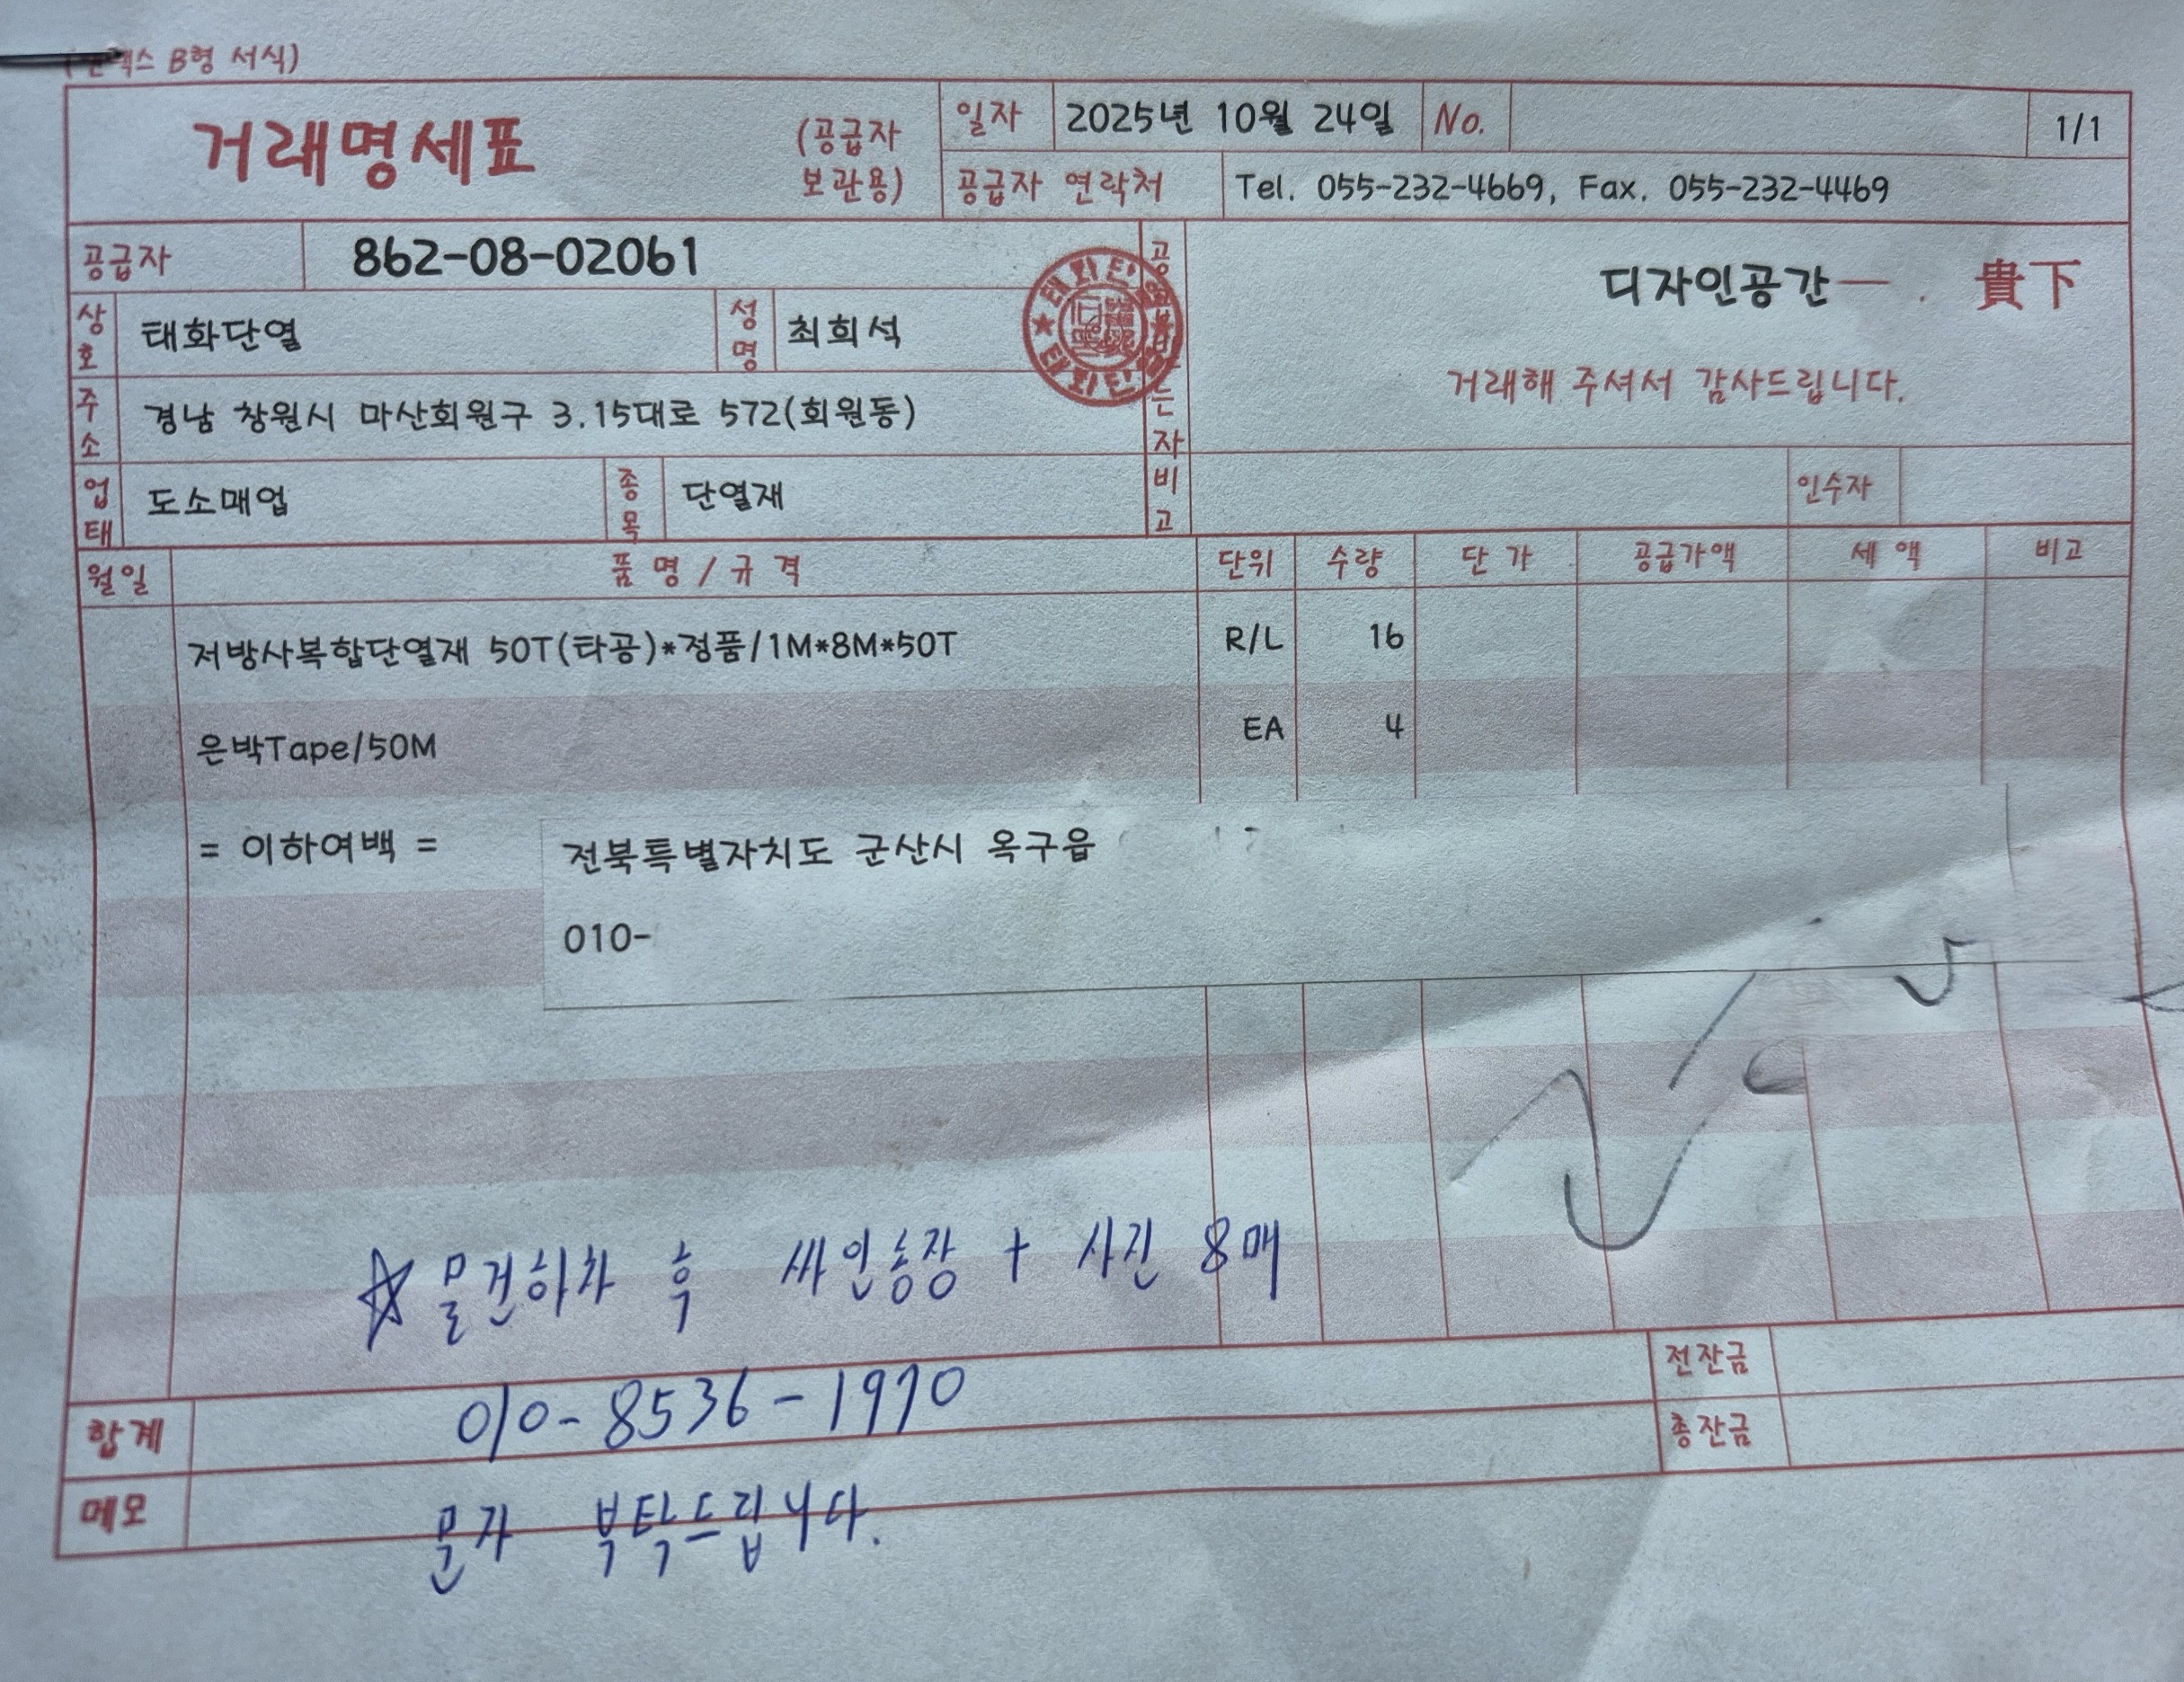 B형 서식)
거래명세표 (공급자 보관용)
일자 2025년 10월 24일 No. 1/1
공급자 연락처 Tel. 055-232-4669, Fax. 055-232-4469
공급자 862-08-02061
디자인공간 貴下
상호 태화단열 성명 최희석
거래해 주셔서 감사드립니다.
주소 경남 창원시 마산회원구 3.15대로 572(회원동)
업태 도소매업 종목 단열재 비고 인수자
월일 품명/규격 단위 수량 단가 공급가액 세액 비고
저방사복합단열재 50T(타공)*정품/1M*8M*50T R/L 16
은박Tape/50M EA 4
= 이하여백 = 전북특별자치도 군산시 옥구읍
010-
☆ 물건하차 후 싸인송장 + 사진 8매
전잔금
010-8536-1970
합계 총잔금
메모 문자 부탁드립니다.